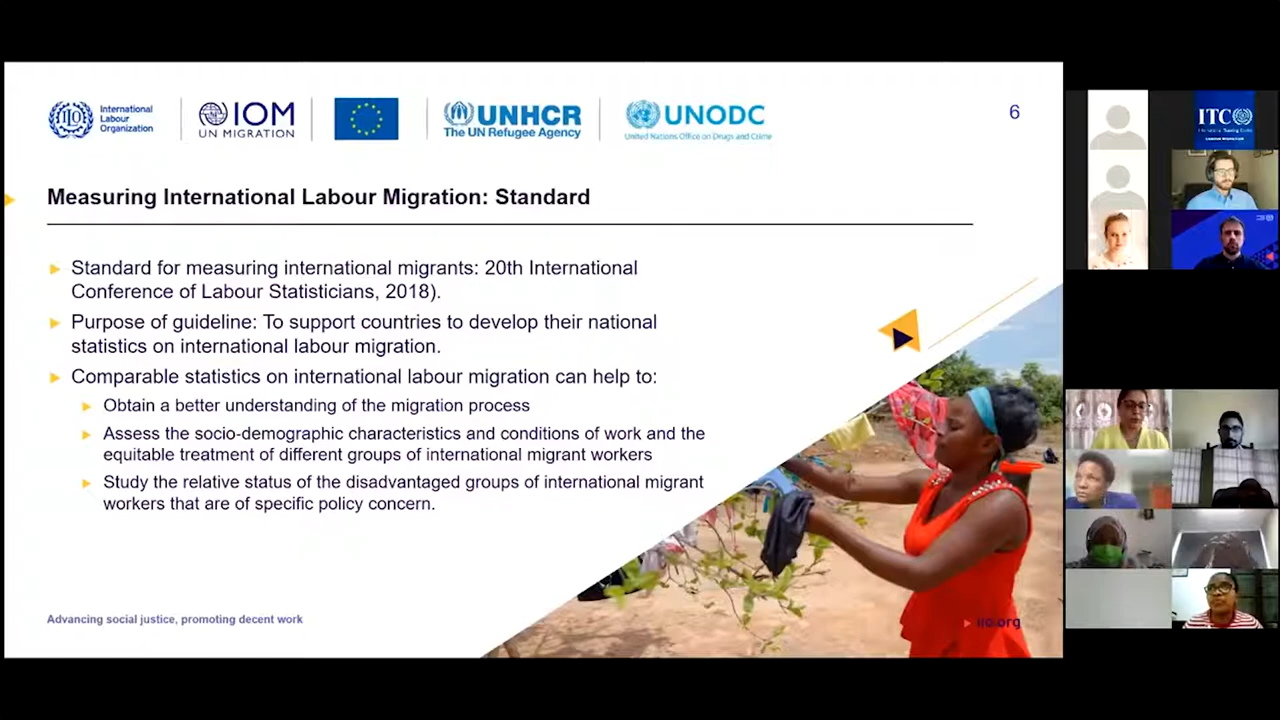 International
Labour
Organization
IOM
UN MIGRATION
UNHCR
The UN Refugee Agency
UNODC
United Nations Office on Drugs and Crime
6
ITC
Measuring International Labour Migration: Standard
Standard for measuring international migrants: 20th International
Conference of Labour Statisticians, 2018).
Purpose of guideline: To support countries to develop their national
statistics on international labour migration.
Comparable statistics on international labour migration can help to:
Obtain a better understanding of the migration process
Assess the socio-demographic characteristics and conditions of work and the
equitable treatment of different groups of international migrant workers
Study the relative status of the disadvantaged groups of international migrant
workers that are of specific policy concern.
Advancing social justice, promoting decent work
ilo.org